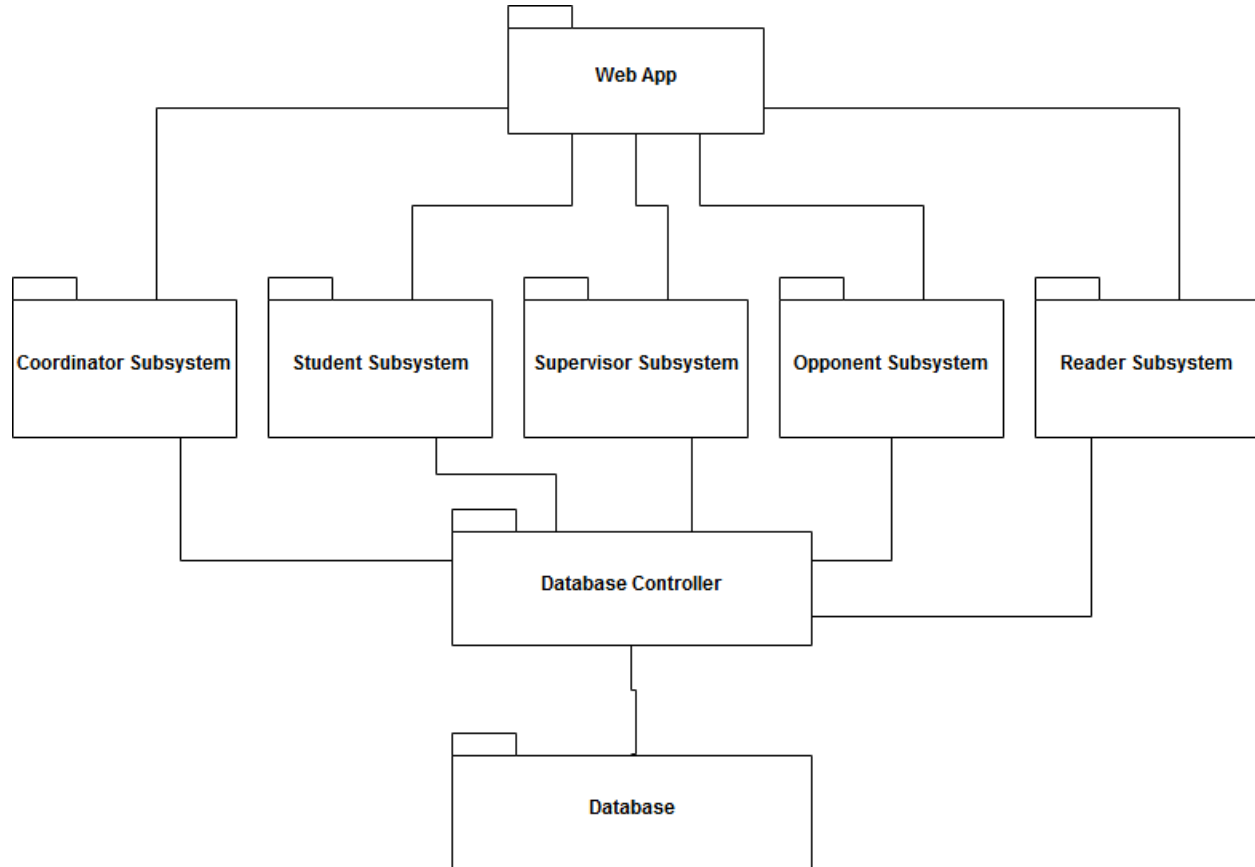 Web App
Coordinator Subsystem
Student Subsystem
Supervisor Subsystem
Opponent Subsystem
Reader Subsystem
Database Controller
Database